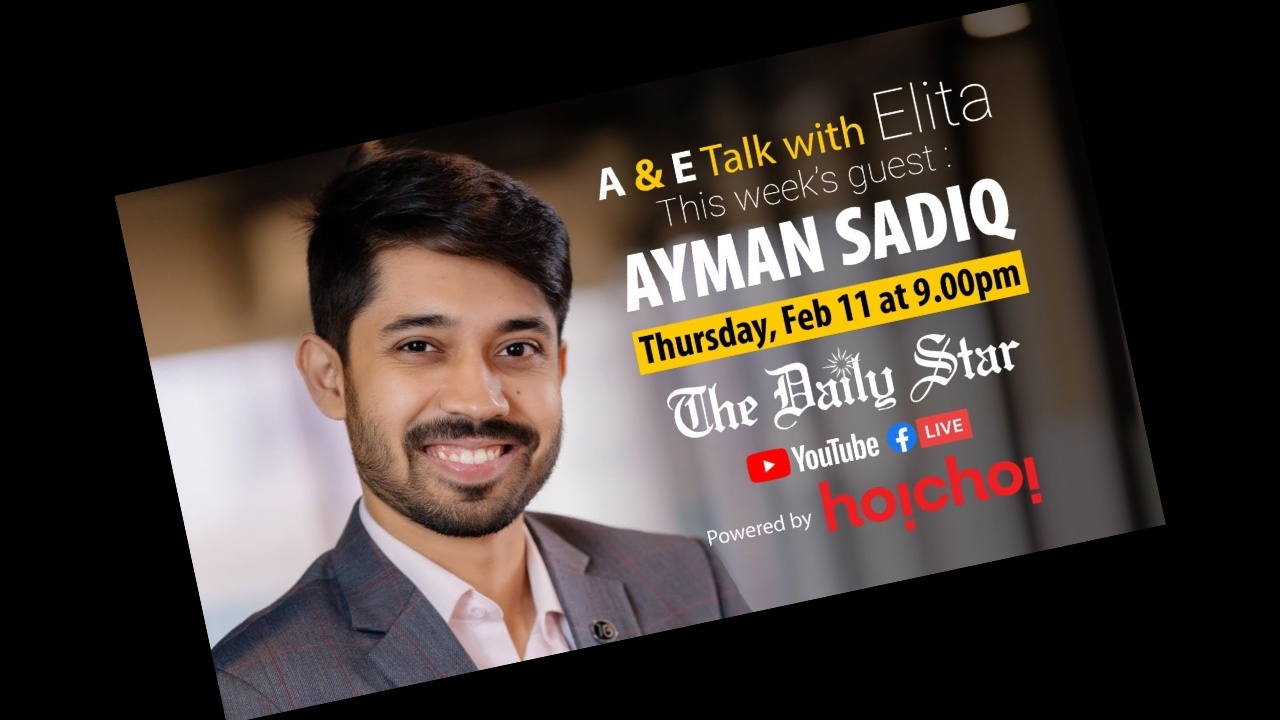 A & E Talk with Elita
This week's guest :
AYMAN SADIQ
Thursday, Feb 11 at 9.00pm
The Daily Star
YouTube f LIVE
Powered by hoichoi